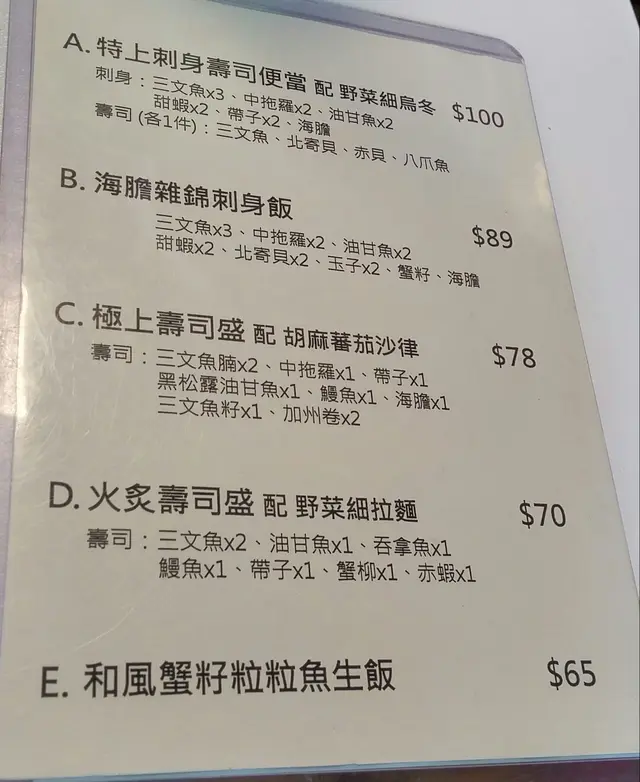 A. 特上刺身壽司便當 配 野菜細烏冬 $100
刺身：三文魚x3、中拖羅x2、油甘魚x2
甜蝦x2、帶子x2、海膽
壽司 (各1件)：三文魚、北寄貝、赤貝、八爪魚
B. 海膽雜錦刺身飯 $89
三文魚x3、中拖羅x2、油甘魚x2
甜蝦x2、北寄貝x2、玉子x2、蟹籽、海膽
C. 極上壽司盛 配 胡麻蕃茄沙律 $78
壽司：三文魚腩x2、中拖羅x1、帶子x1
黑松露油甘魚x1、鰻魚x1、海膽x1
三文魚籽x1、加州卷x2
D. 火炙壽司盛 配 野菜細拉麵 $70
壽司：三文魚x2、油甘魚x1、吞拿魚x1
鰻魚x1、帶子x1、蟹柳x1、赤蝦x1
E. 和風蟹籽粒粒魚生飯 $65